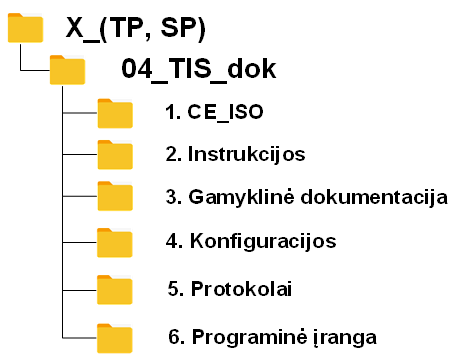 X_(TP, SP)
04_TIS_dok
1. CE_ISO
2. Instrukcijos
3. Gamyklinė dokumentacija
4. Konfiguracijos
5. Protokolai
6. Programinė įranga